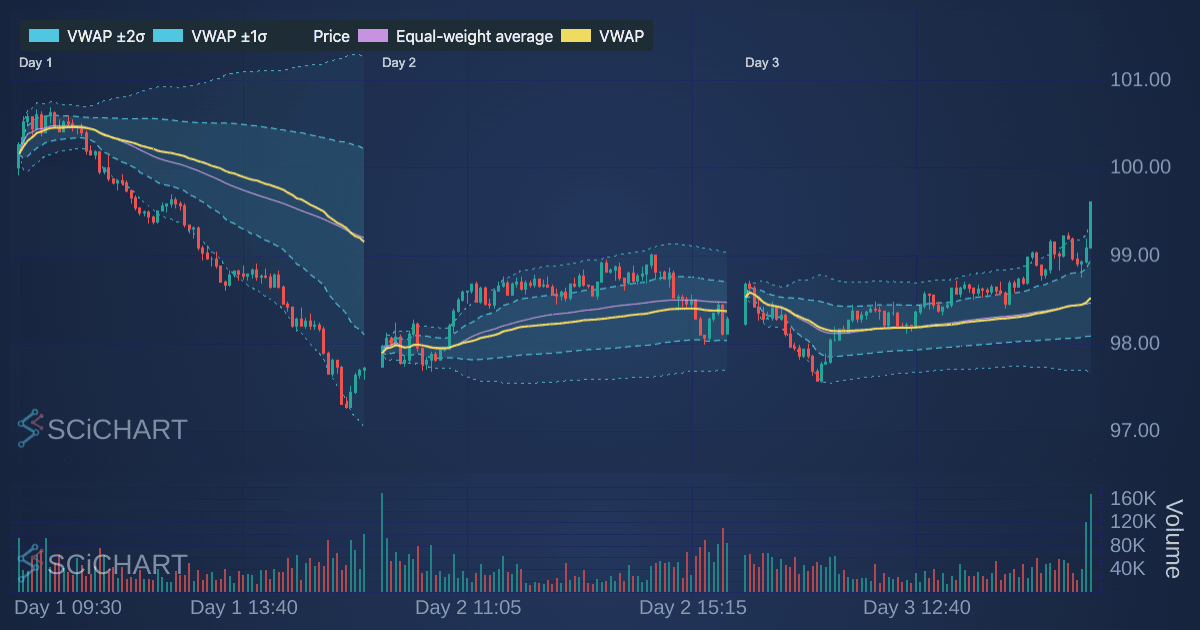 VWAP ±2σ VWAP ±1σ Price Equal-weight average VWAP
Day 1 Day 2 Day 3
101.00
100.00
99.00
98.00
97.00
SCiCHART
160K
120K
80K
40K
Volume
SCiCHART
Day 1 09:30 Day 1 13:40 Day 2 11:05 Day 2 15:15 Day 3 12:40